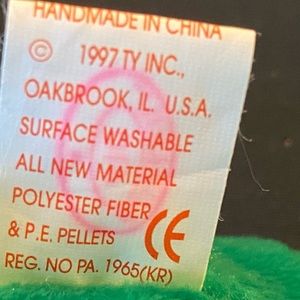 HANDMADE IN CHINA
© 1997 TY INC.,
OAKBROOK, IL. U.S.A.
SURFACE WASHABLE
ALL NEW MATERIAL
POLYESTER FIBER
& P.E. PELLETS CE
REG. NO PA. 1965(KR)